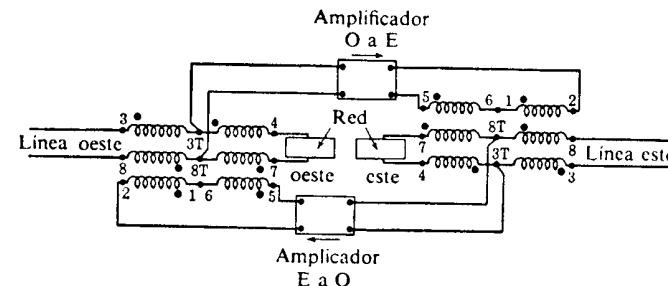 Amplificador
O a E
5
6
1
2
3
4
Red
7
8T
8
Línea oeste
3T
Línea este
8
8T
7
oeste
este
4
3T
3
2
1
6
5
Amplicador
E a O